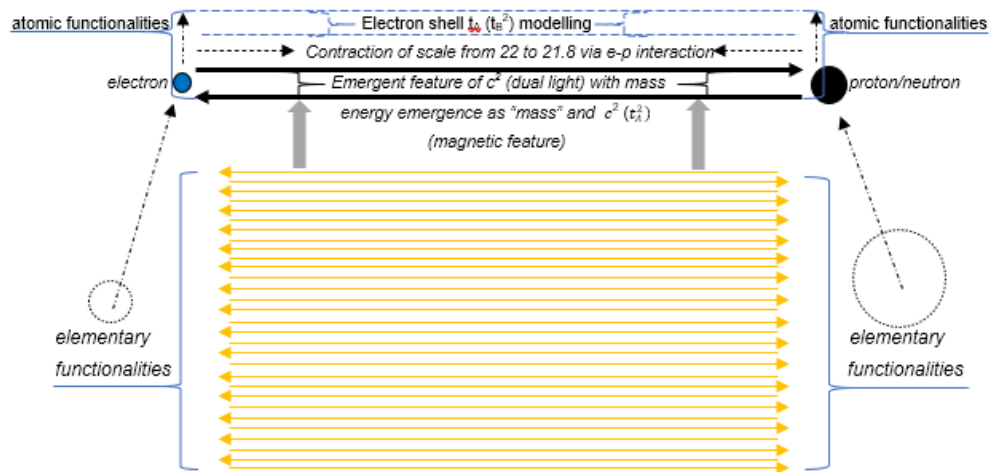 atomic functionalities
Electron shell tA (tB²) modelling
atomic functionalities
Contraction of scale from 22 to 21.8 via e-p interaction
electron
Emergent feature of c² (dual light) with mass
proton/neutron
energy emergence as "mass" and c² (tA²)
(magnetic feature)
elementary
functionalities
elementary
functionalities